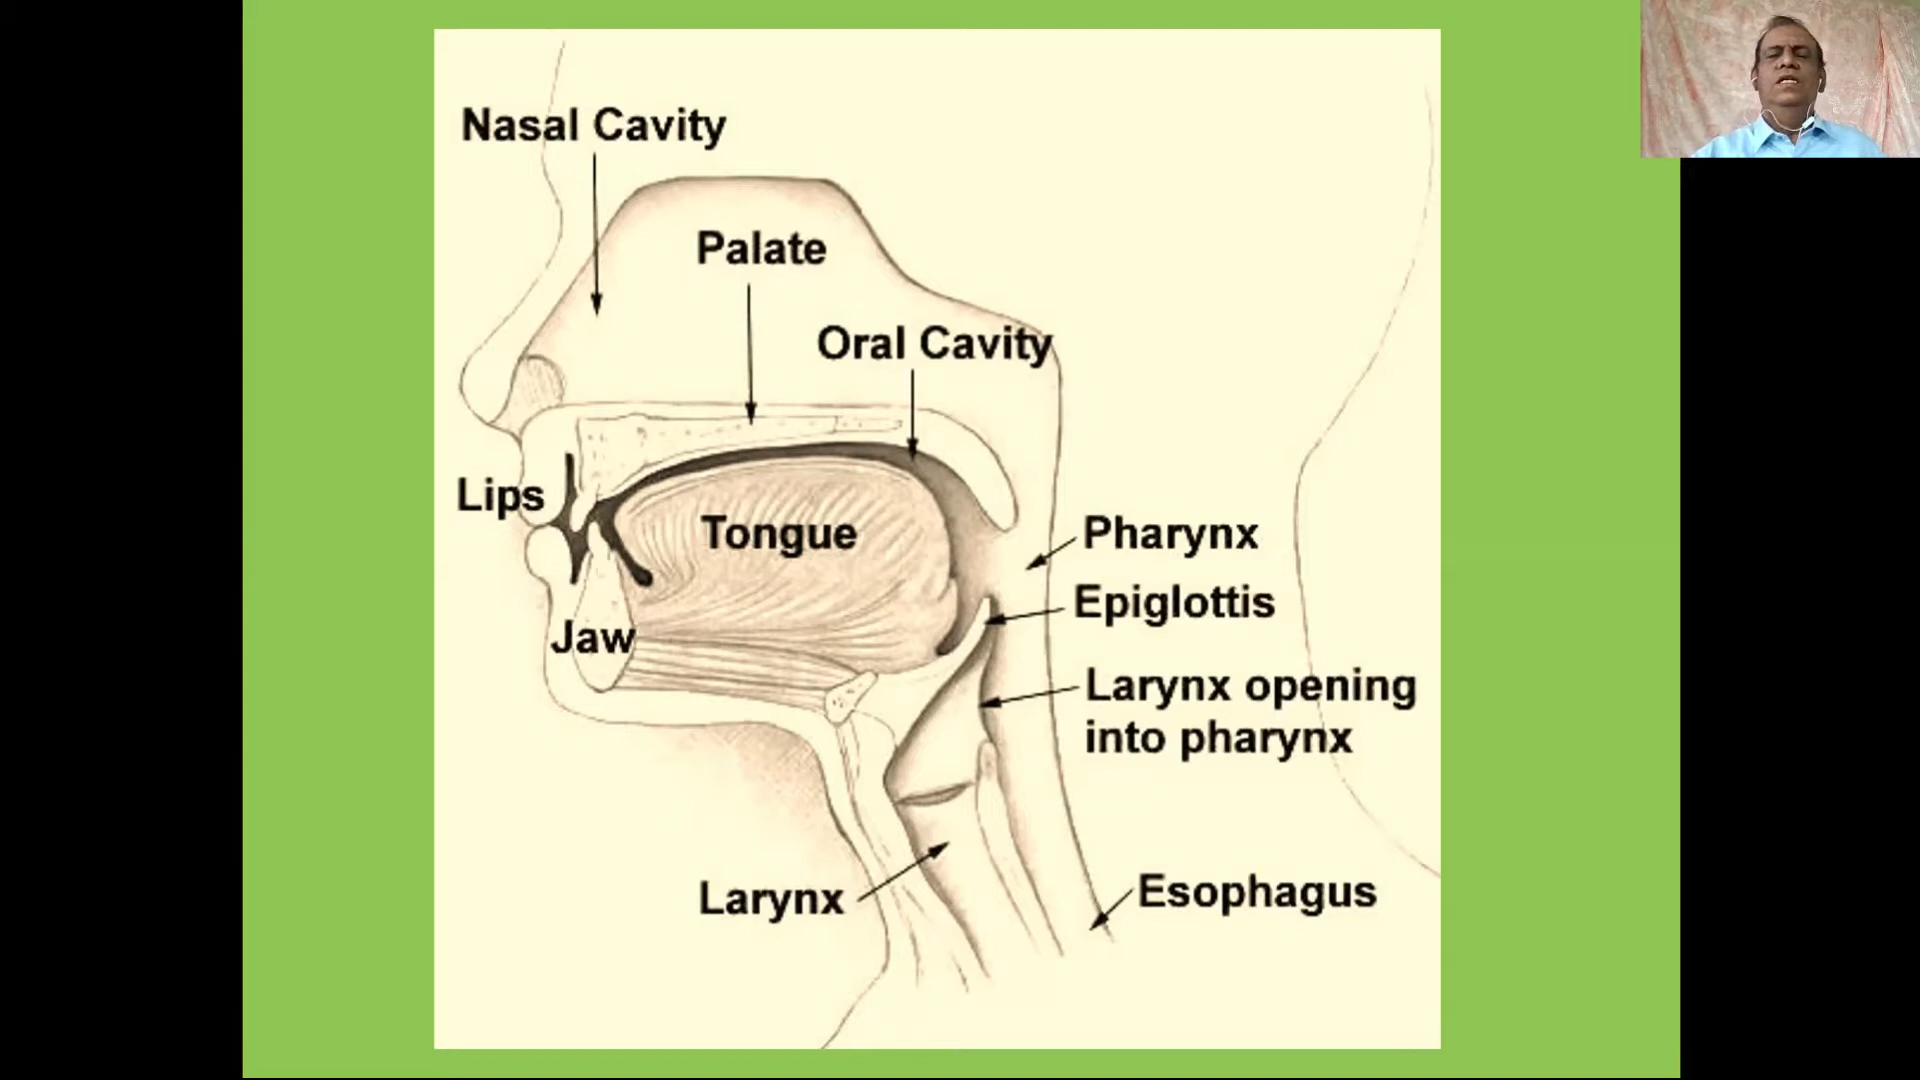 Nasal Cavity
Palate
Oral Cavity
Lips
Tongue
Pharynx
Epiglottis
Jaw
Larynx opening
into pharynx
Larynx
Esophagus